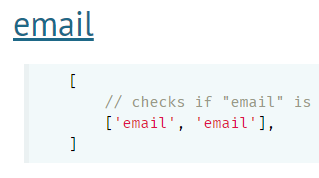 email
[
// checks if "email" is
['email', 'email'],
]